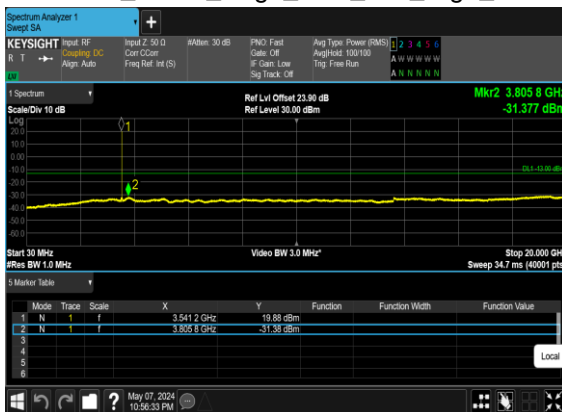 Spectrum Analyzer 1
Swept SA
+
KEYSIGHT Input: RF Input Z: 50 Ω #Atten: 30 dB PNO: Fast Avg Type: Power (RMS) 1 2 3 4 5 6
R T Coupling: DC Corr CCorr Gate: Off Avg|Hold: 100/100 A W W W W W
Align: Auto Freq Ref: Int (S) IF Gain: Low Trig: Free Run A N N N N N
Sig Track: Off
LXI
1 Spectrum Ref Lvl Offset 23.90 dB Mkr2 3.805 8 GHz
Scale/Div 10 dB Ref Level 30.00 dBm -31.377 dBm
Log
20.0
10.0
0.00
-10.0
-20.0
-30.0
-40.0
-50.0
-60.0
1
2
DL1 -13.00 dBm
Start 30 MHz Video BW 3.0 MHz* Stop 20.000 GHz
#Res BW 1.0 MHz Sweep 34.7 ms (40001 pts)
5 Marker Table
Mode Trace Scale X Y Function Function Width Function Value
1 N 1 f 3.541 2 GHz 19.88 dBm
2 N 1 f 3.805 8 GHz -31.38 dBm
3
4
5
6
Local
? May 07, 2024
10:56:33 PM